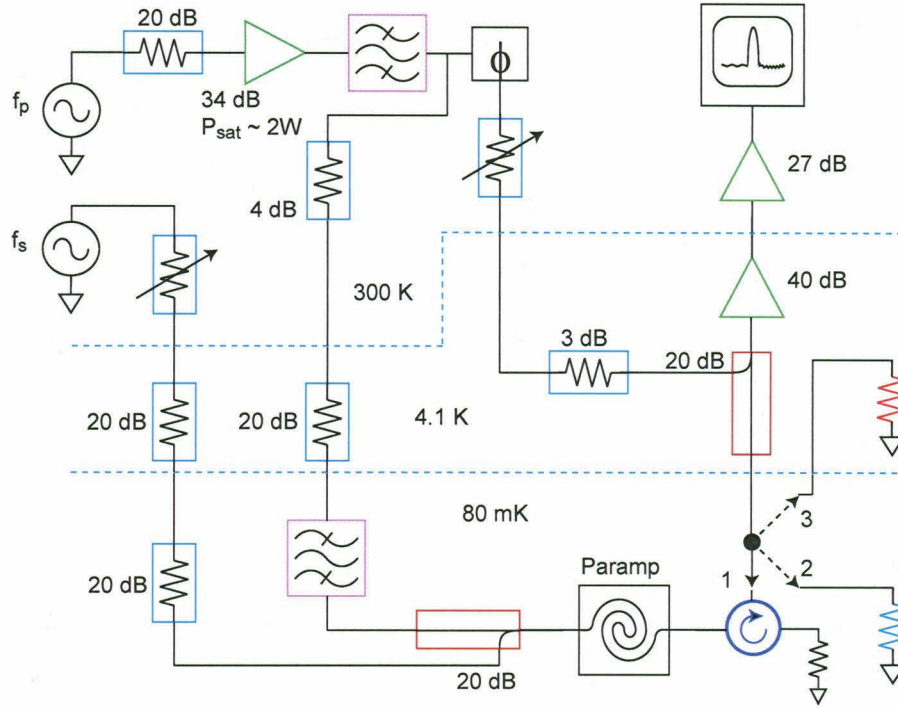 20 dB
f_p
34 dB
P_sat ~ 2W
ϕ
27 dB
4 dB
f_s
40 dB
300 K
3 dB
20 dB
20 dB
20 dB
4.1 K
80 mK
3
20 dB
Paramp
1
2
20 dB